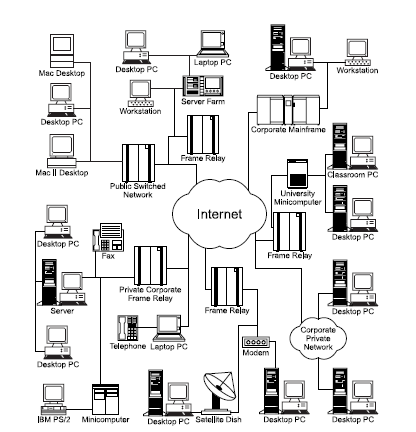 Mac Desktop
Desktop PC
Laptop PC
Desktop PC
Workstation
Workstation
Server Farm
Desktop PC
Corporate Mainframe
Mac II Desktop
Frame Relay
Classroom PC
Public Switched
Network
University
Minicomputer
Internet
Desktop PC
Desktop PC
Fax
Frame Relay
Private Corporate
Frame Relay
Server
Frame Relay
Desktop PC
Corporate
Private
Network
Telephone
Laptop PC
Modem
Desktop PC
IBM PS/2
Minicomputer
Desktop PC
Satellite Dish
Desktop PC
Desktop PC